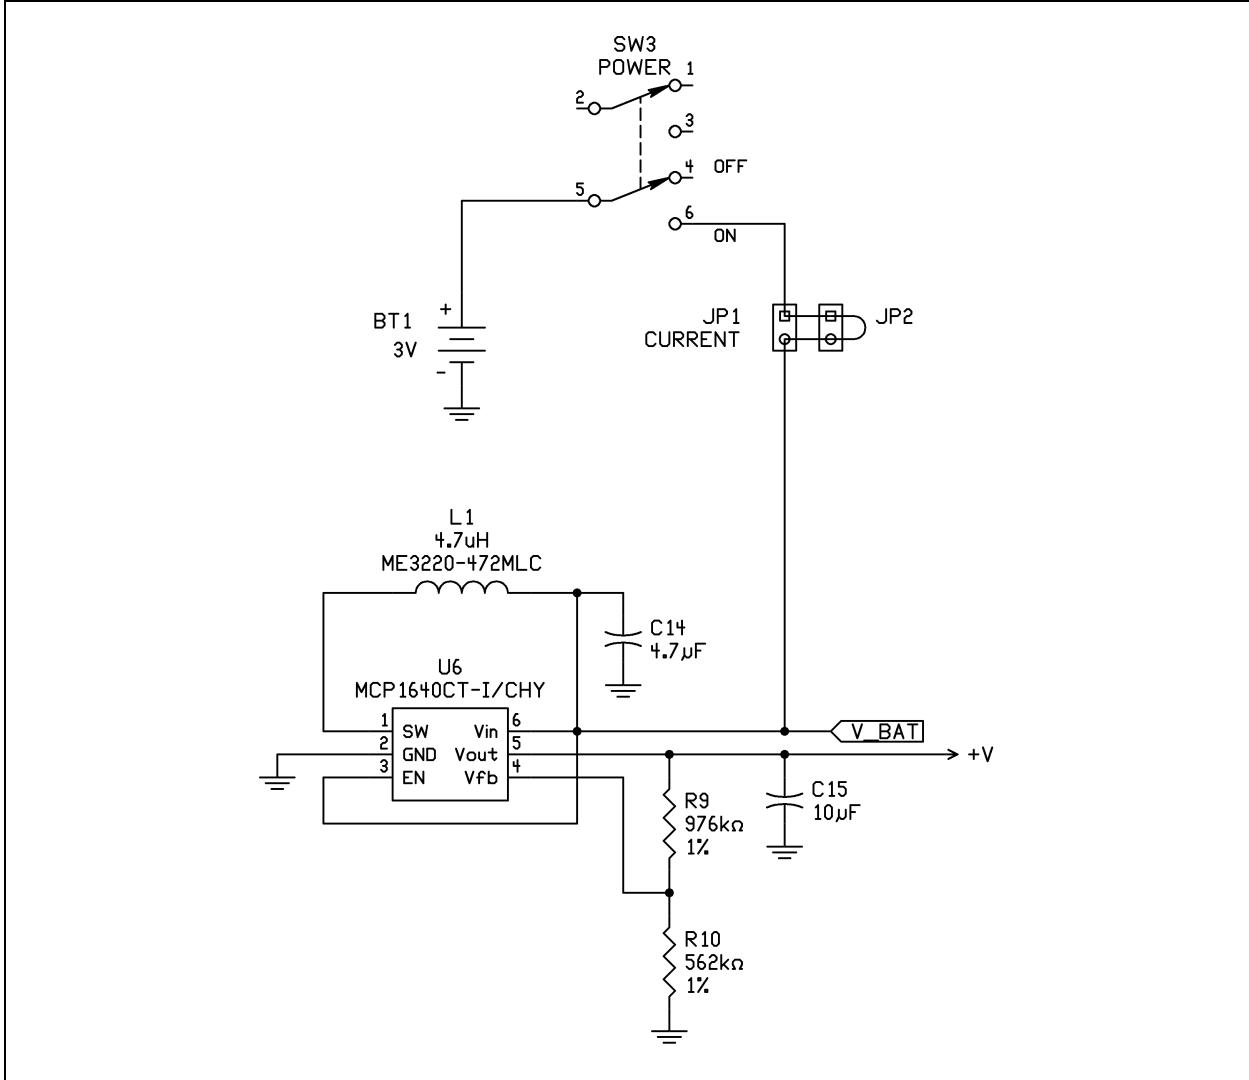 SW3
POWER
1
2
3
4
OFF
5
6
ON
+
BT1
3V
-
JP1
CURRENT
JP2
L1
4.7uH
ME3220-472MLC
C14
4.7µF
U6
MCP1640CT-I/CHY
1 SW Vin 6
2 GND Vout 5
3 EN Vfb 4
V_BAT
+V
R9
976kΩ
1%
C15
10µF
R10
562kΩ
1%